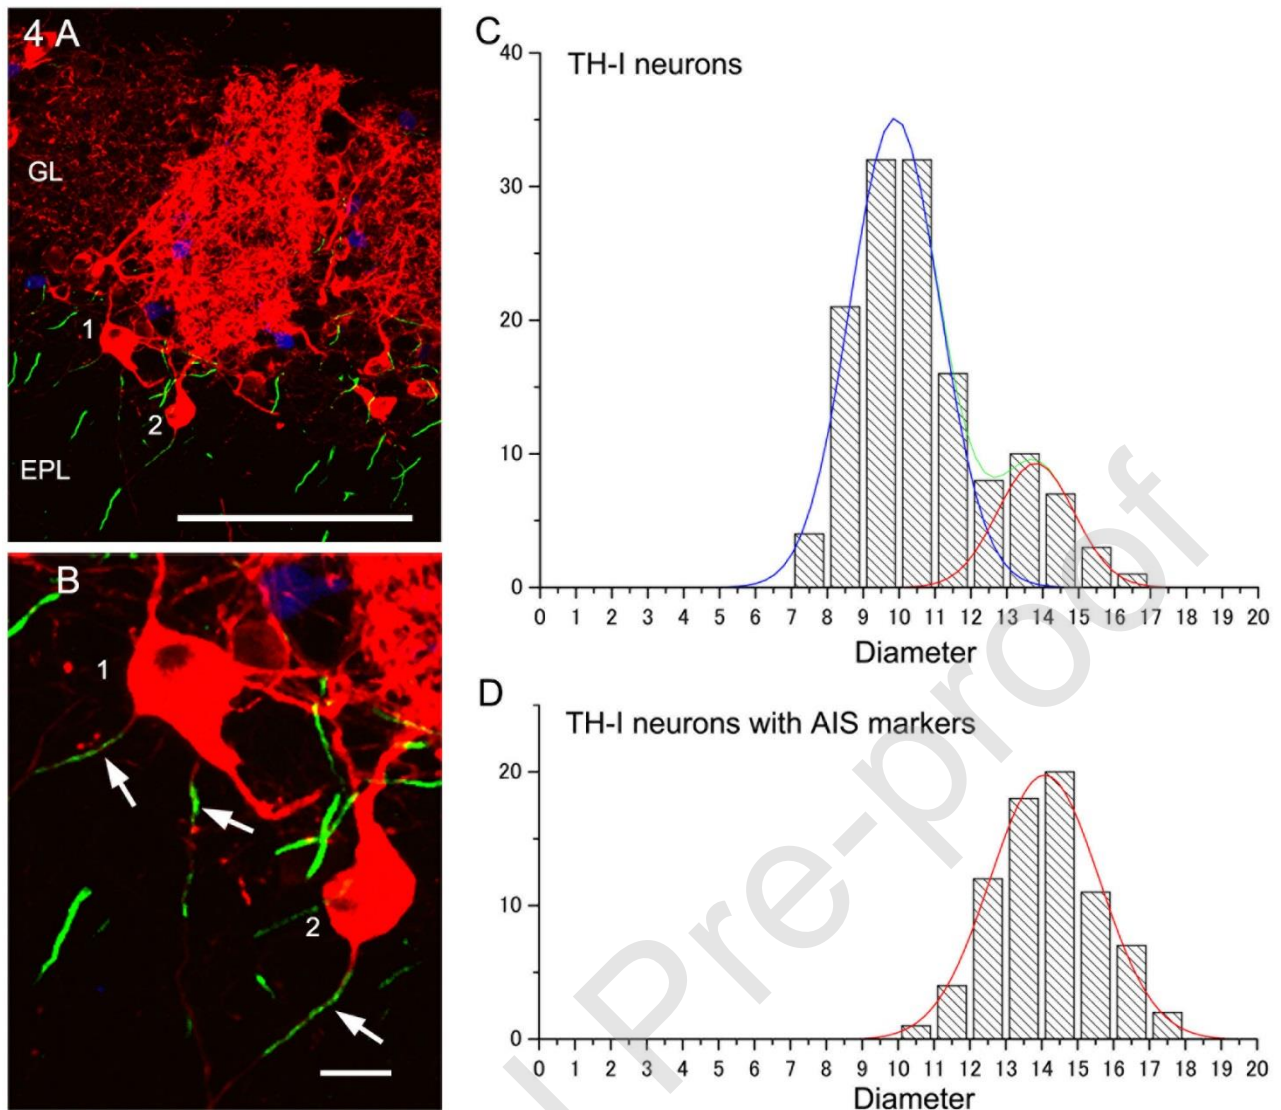 4 A
GL
1
2
EPL
B
1
2
C
TH-I neurons
40
30
20
10
0
0 1 2 3 4 5 6 7 8 9 10 11 12 13 14 15 16 17 18 19 20
Diameter
D
TH-I neurons with AIS markers
20
10
0
0 1 2 3 4 5 6 7 8 9 10 11 12 13 14 15 16 17 18 19 20
Diameter
Pre-proof